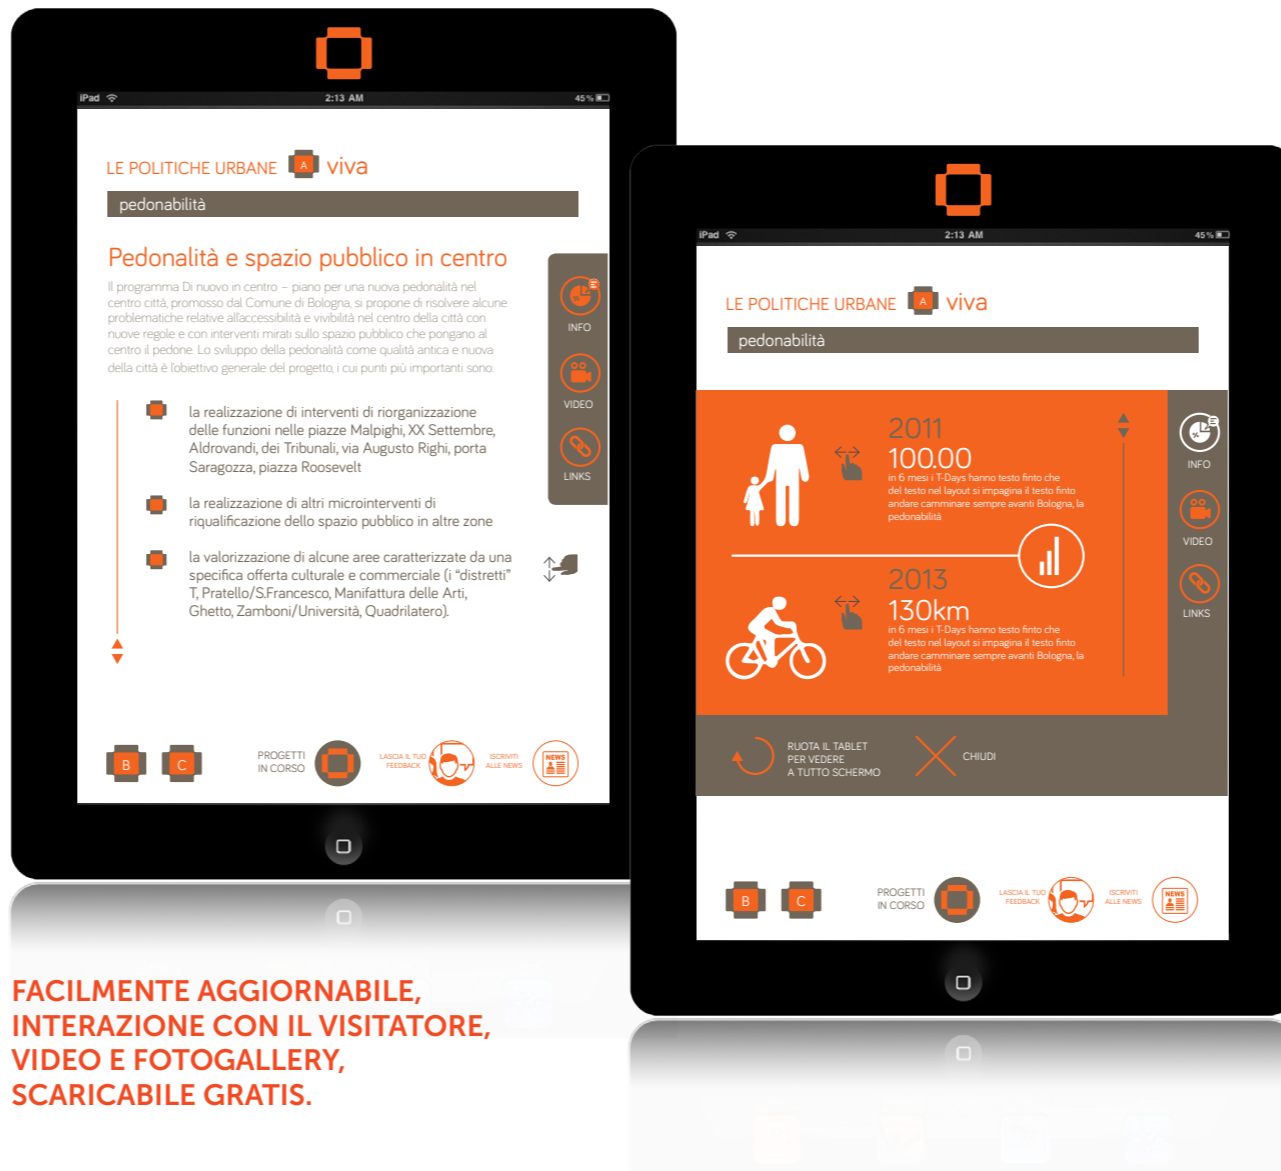 iPad
2:13 AM
45%
LE POLITICHE URBANE A viva
pedonabilità
Pedonalità e spazio pubblico in centro
Il programma Di nuovo in centro – piano per una nuova pedonalità nel
centro città, promosso dal Comune di Bologna, si propone di risolvere alcune
problematiche relative all'accessibilità e vivibilità nel centro della città con
nuove regole e con interventi mirati sullo spazio pubblico che pongano al
centro il pedone. Lo sviluppo della pedonalità come qualità antica e nuova
della città è l'obiettivo generale del progetto, i cui punti più importanti sono:
la realizzazione di interventi di riorganizzazione
delle funzioni nelle piazze Malpighi, XX Settembre,
Aldrovandi, dei Tribunali, via Augusto Righi, porta
Saragozza, piazza Roosevelt
la realizzazione di altri microinterventi di
riqualificazione dello spazio pubblico in altre zone
la valorizzazione di alcune aree caratterizzate da una
specifica offerta culturale e commerciale (i “distretti”
T, Pratello/S.Francesco, Manifattura delle Arti,
Ghetto, Zamboni/Università, Quadrilatero).
%
INFO
VIDEO
LINKS
B
C
PROGETTI
IN CORSO
LASCIA IL TUO
FEEDBACK
ISCRIVITI
ALLE NEWS
NEWS
iPad
2:13 AM
45%
LE POLITICHE URBANE A viva
pedonabilità
2011
100.00
in 6 mesi i T-Days hanno testo finto che
del testo nel layout si impagina il testo finto
andare camminare sempre avanti Bologna, la
pedonabilità
2013
130km
in 6 mesi i T-Days hanno testo finto che
del testo nel layout si impagina il testo finto
andare camminare sempre avanti Bologna, la
pedonabilità
%
INFO
VIDEO
LINKS
RUOTA IL TABLET
PER VEDERE
A TUTTO SCHERMO
CHIUDI
B
C
PROGETTI
IN CORSO
LASCIA IL TUO
FEEDBACK
ISCRIVITI
ALLE NEWS
NEWS
FACILMENTE AGGIORNABILE,
INTERAZIONE CON IL VISITATORE,
VIDEO E FOTOGALLERY,
SCARICABILE GRATIS.